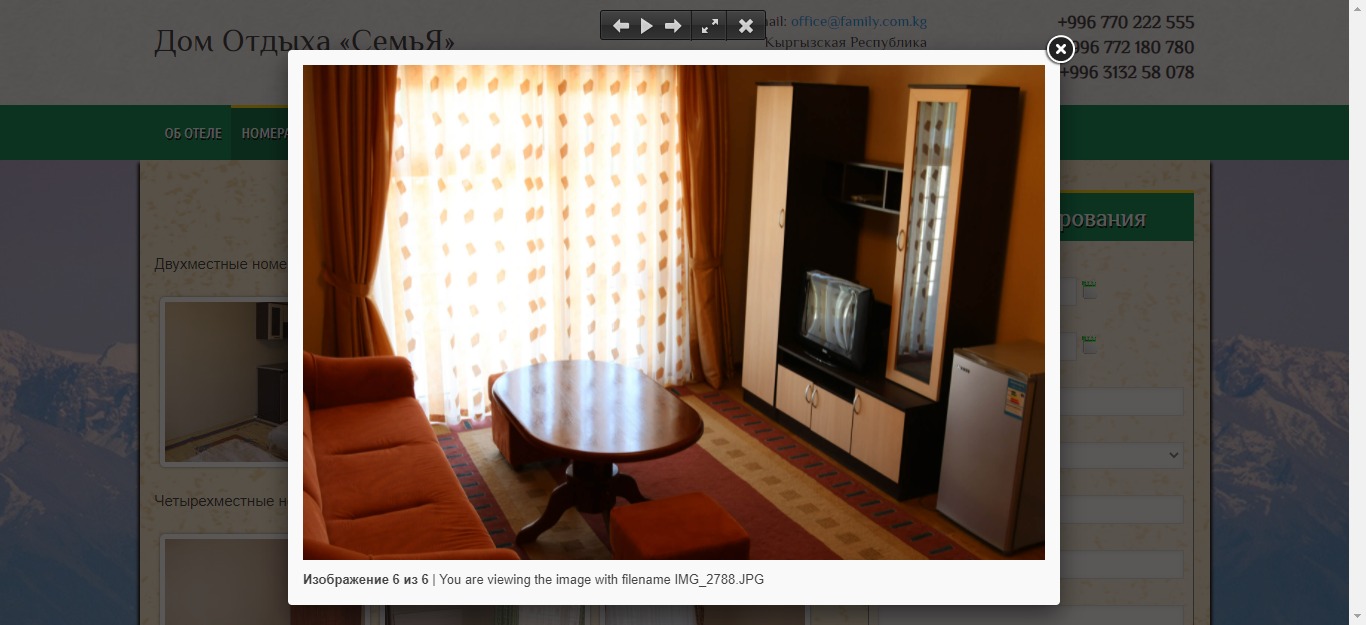 Дом Отдыха «СемьЯ»
mail: office@family.com.kg
Кыргызская Республика
+996 770 222 555
996 772 180 780
+996 3132 58 078
ОБ ОТЕЛЕ
НОМЕРА
рования
Двухместные номе
Четырехместные н
Изображение 6 из 6 | You are viewing the image with filename IMG_2788.JPG